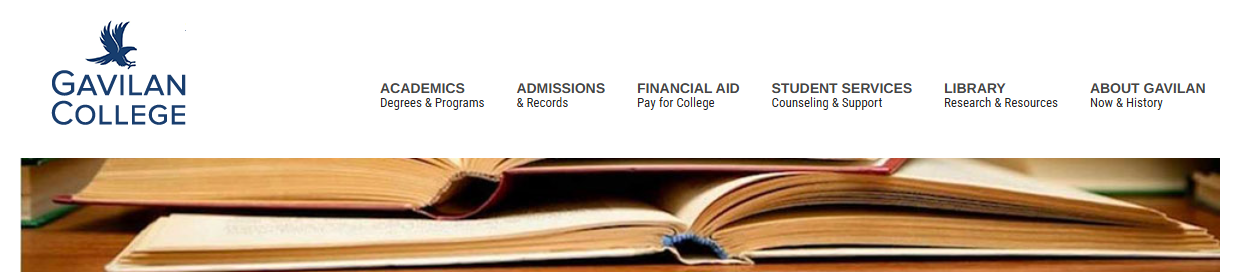 GAVILAN
COLLEGE
ACADEMICS
Degrees & Programs
ADMISSIONS
& Records
FINANCIAL AID
Pay for College
STUDENT SERVICES
Counseling & Support
LIBRARY
Research & Resources
ABOUT GAVILAN
Now & History